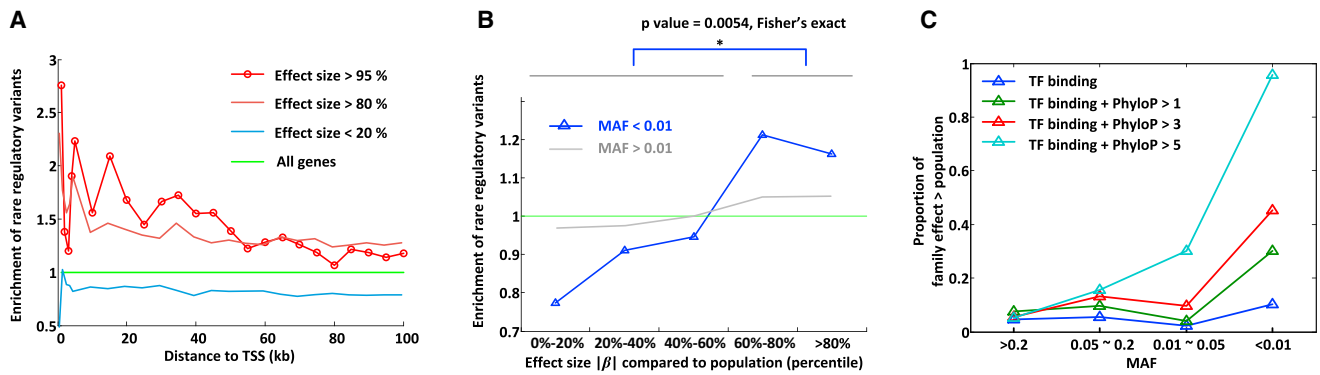 A
Enrichment of rare regulatory variants
3
2.5
2
1.5
1
0.5
0
20
40
60
80
100
Distance to TSS (kb)
Effect size > 95 %
Effect size > 80 %
Effect size < 20 %
All genes
B
p value = 0.0054, Fisher's exact
*
Enrichment of rare regulatory variants
1.2
1.1
1
0.9
0.8
0.7
MAF < 0.01
MAF > 0.01
0%-20%
20%-40%
40%-60%
60%-80%
>80%
Effect size |β| compared to population (percentile)
C
Proportion of
family effect > population
1
0.8
0.6
0.4
0.2
0
TF binding
TF binding + PhyloP > 1
TF binding + PhyloP > 3
TF binding + PhyloP > 5
>0.2
0.05 ~ 0.2
0.01 ~ 0.05
<0.01
MAF